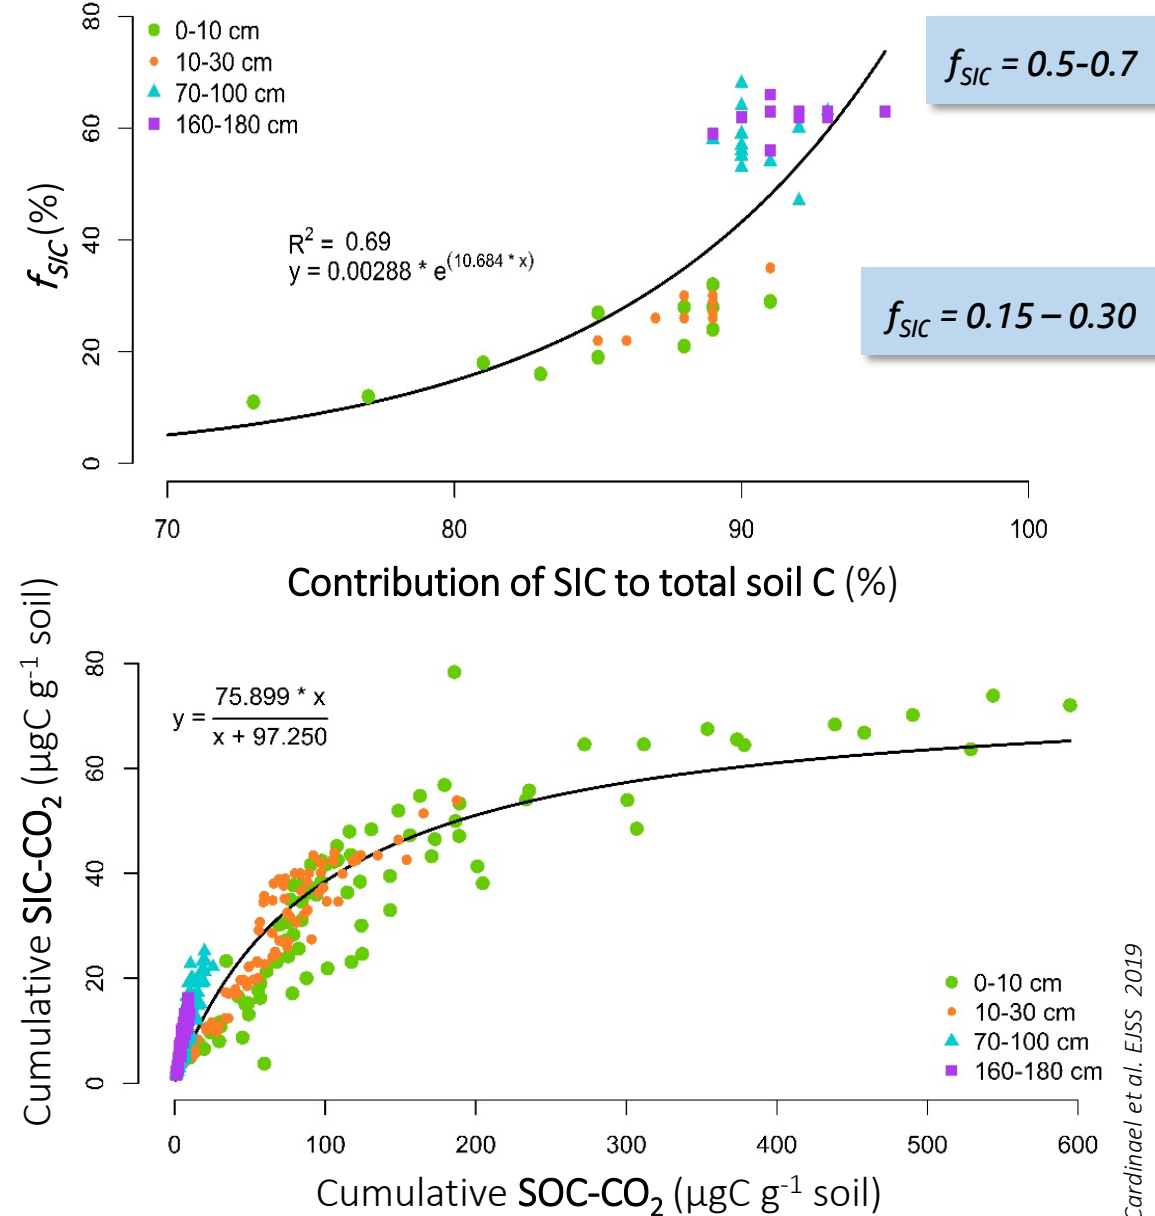 80
60
40
20
0
f_SIC (%)
0-10 cm
10-30 cm
70-100 cm
160-180 cm
f_SIC = 0.5-0.7
R² = 0.69
y = 0.00288 * e^(10.684 * x)
f_SIC = 0.15 – 0.30
70 80 90 100
Contribution of SIC to total soil C (%)
80
60
40
20
0
Cumulative SIC-CO₂ (µgC g⁻¹ soil)
y = 75.899 * x
x + 97.250
0-10 cm
10-30 cm
70-100 cm
160-180 cm
0 100 200 300 400 500 600
Cumulative SOC-CO₂ (µgC g⁻¹ soil)
Cardinael et al. EJSS 2019